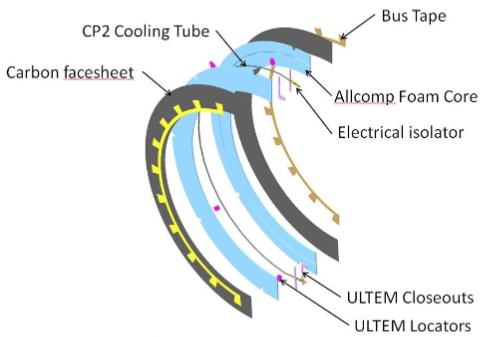 Bus Tape
CP2 Cooling Tube
Carbon facesheet
Allcomp Foam Core
Electrical isolator
ULTEM Closeouts
ULTEM Locators